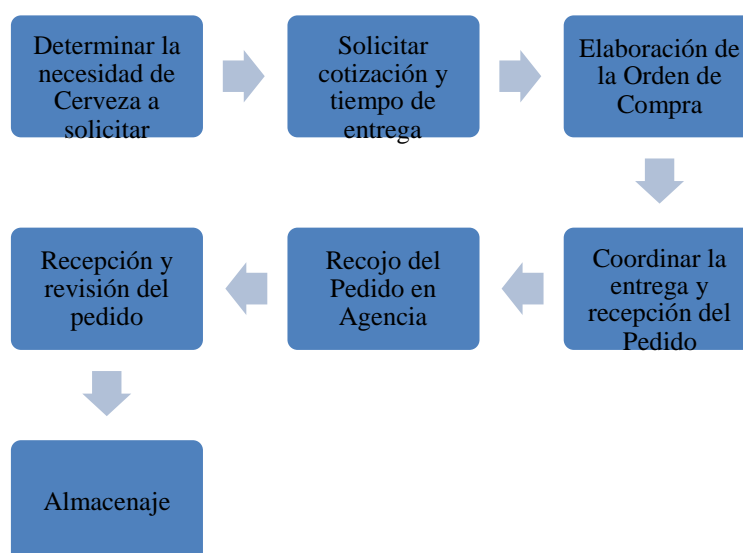 Determinar la
necesidad de
Cerveza a
solicitar
Solicitar
cotización y
tiempo de
entrega
Elaboración de
la Orden de
Compra
Coordinar la
entrega y
recepción del
Pedido
Recojo del
Pedido en
Agencia
Recepción y
revisión del
pedido
Almacenaje